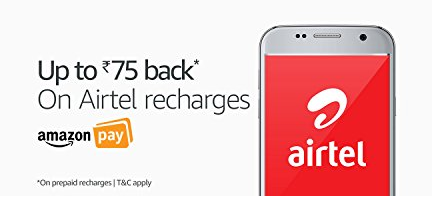 Up to ₹75 back*
On Airtel recharges
amazon pay
*On prepaid recharges | T&C apply
airtel